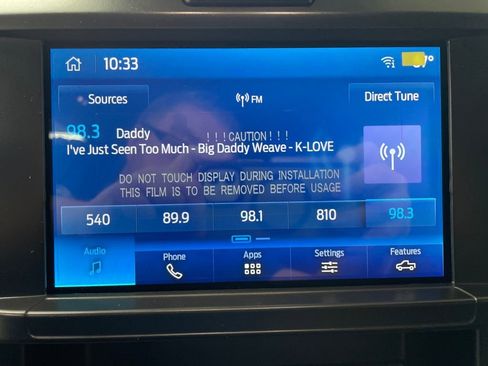 10:33
Sources
FM
Direct Tune
98.3 Daddy
! ! ! CAUTION ! ! !
I've Just Seen Too Much - Big Daddy Weave - K-LOVE
DO NOT TOUCH DISPLAY DURING INSTALLATION
THIS FILM IS TO BE REMOVED BEFORE USAGE
540 89.9 98.1 810 98.3
Audio Phone Apps Settings Features